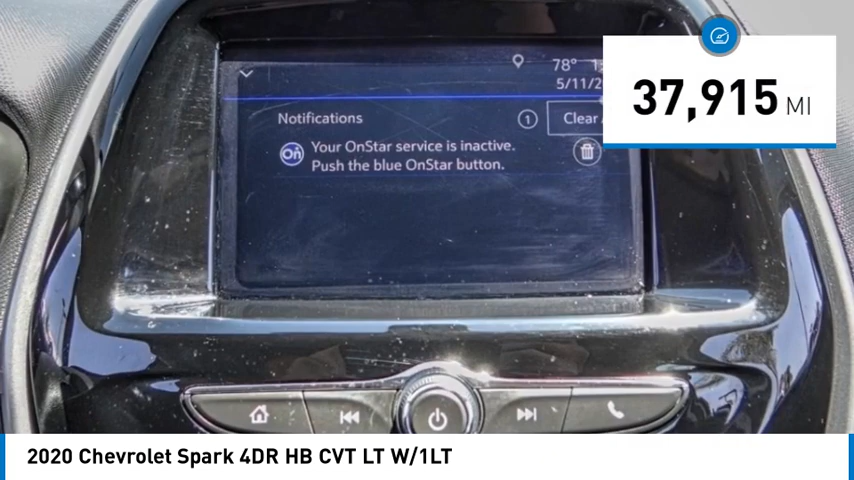 37,915 MI
78°
5/11/2
Notifications
1
Clear
On
Your OnStar service is inactive.
Push the blue OnStar button.
2020 Chevrolet Spark 4DR HB CVT LT W/1LT